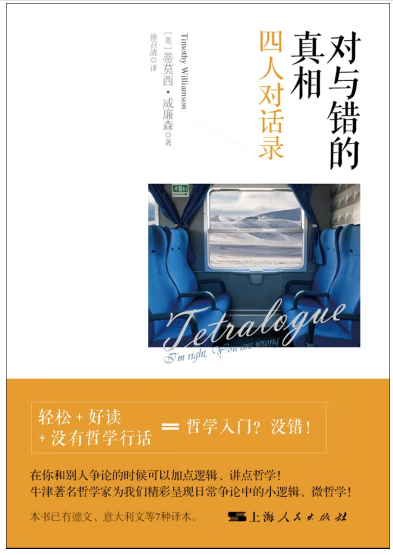 对与错的
真相
四人对话录
［英］蒂莫西·威廉森 著
Timothy Williamson
徐召清 译
Tetralogue
I'm right, You are wrong
轻松 + 好读
+ 没有哲学行话
= 哲学入门？没错！
在你和别人争论的时候可以加点逻辑、讲点哲学！
牛津著名哲学家为我们精彩呈现日常争论中的小逻辑、微哲学！
本书已有德文、意大利文等7种译本。
上海人民出版社